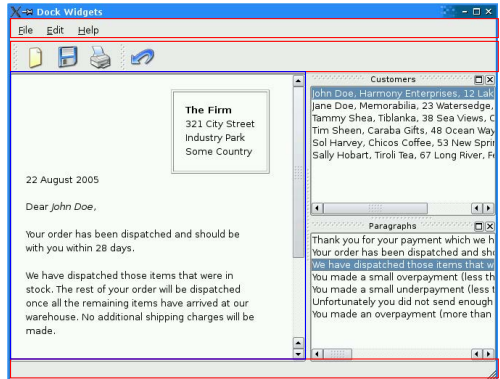 Dock Widgets
File Edit Help
The Firm
321 City Street
Industry Park
Some Country
22 August 2005
Dear John Doe,
Your order has been dispatched and should be
with you within 28 days.
We have dispatched those items that were in
stock. The rest of your order will be dispatched
once all the remaining items have arrived at our
warehouse. No additional shipping charges will be
made.
Customers
John Doe, Harmony Enterprises, 12 Lak
Jane Doe, Memorabilia, 23 Watersedge,
Tammy Shea, Tiblanka, 38 Sea Views, C
Tim Sheen, Caraba Gifts, 48 Ocean Way
Sol Harvey, Chicos Coffee, 53 New Sprin
Sally Hobart, Tiroli Tea, 67 Long River, Fe
Paragraphs
Thank you for your payment which we h
Your order has been dispatched and sho
We have dispatched those items that w
You made a small overpayment (less th
You made a small underpayment (less t
Unfortunately you did not send enough
You made an overpayment (more than